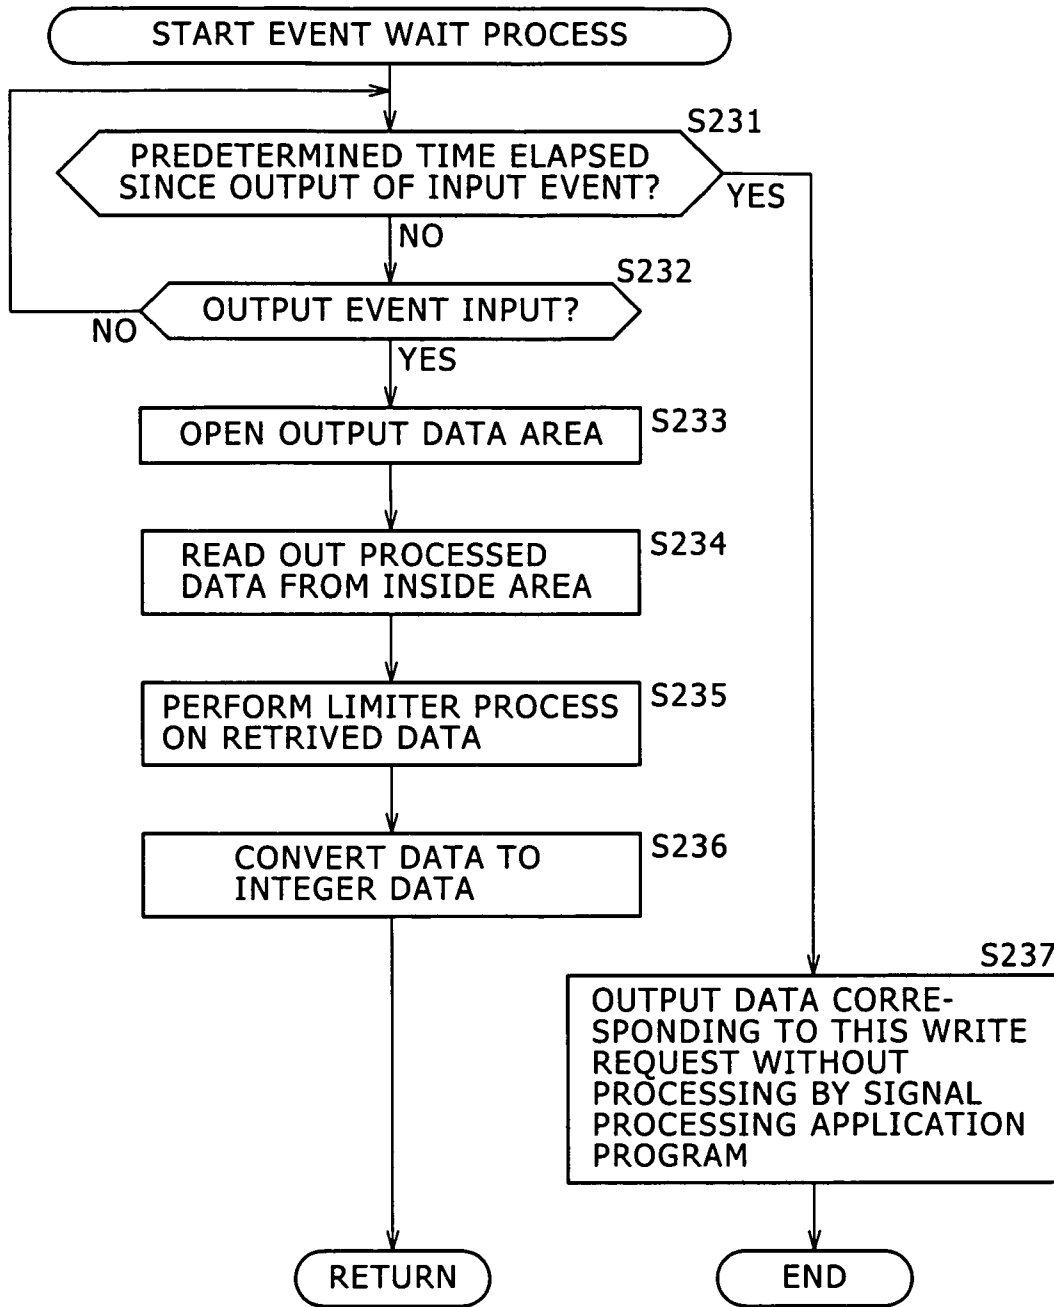 START EVENT WAIT PROCESS
S231
PREDETERMINED TIME ELAPSED
SINCE OUTPUT OF INPUT EVENT?
YES
NO
S232
OUTPUT EVENT INPUT?
NO
YES
S233
OPEN OUTPUT DATA AREA
S234
READ OUT PROCESSED
DATA FROM INSIDE AREA
S235
PERFORM LIMITER PROCESS
ON RETRIVED DATA
S236
CONVERT DATA TO
INTEGER DATA
S237
OUTPUT DATA CORRE-
SPONDING TO THIS WRITE
REQUEST WITHOUT
PROCESSING BY SIGNAL
PROCESSING APPLICATION
PROGRAM
RETURN
END